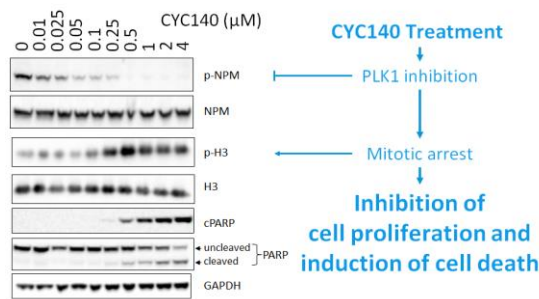 CYC140 (µM)
0 0.01 0.025 0.05 0.1 0.25 0.5 1 2 4
p-NPM
NPM
p-H3
H3
cPARP
uncleaved
cleaved
PARP
GAPDH
CYC140 Treatment
PLK1 inhibition
Mitotic arrest
Inhibition of
cell proliferation and
induction of cell death